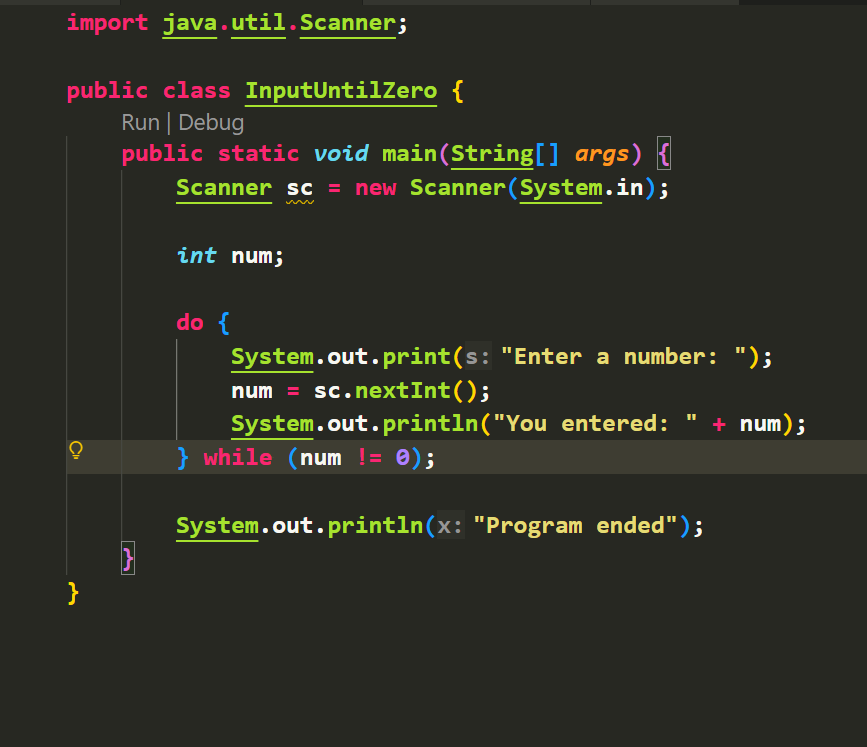 import java.util.Scanner;
public class InputUntilZero {
Run | Debug
public static void main(String[] args) {
Scanner sc = new Scanner(System.in);
int num;
do {
System.out.print(s: "Enter a number: ");
num = sc.nextInt();
System.out.println("You entered: " + num);
} while (num != 0);
System.out.println(x: "Program ended");
}
}